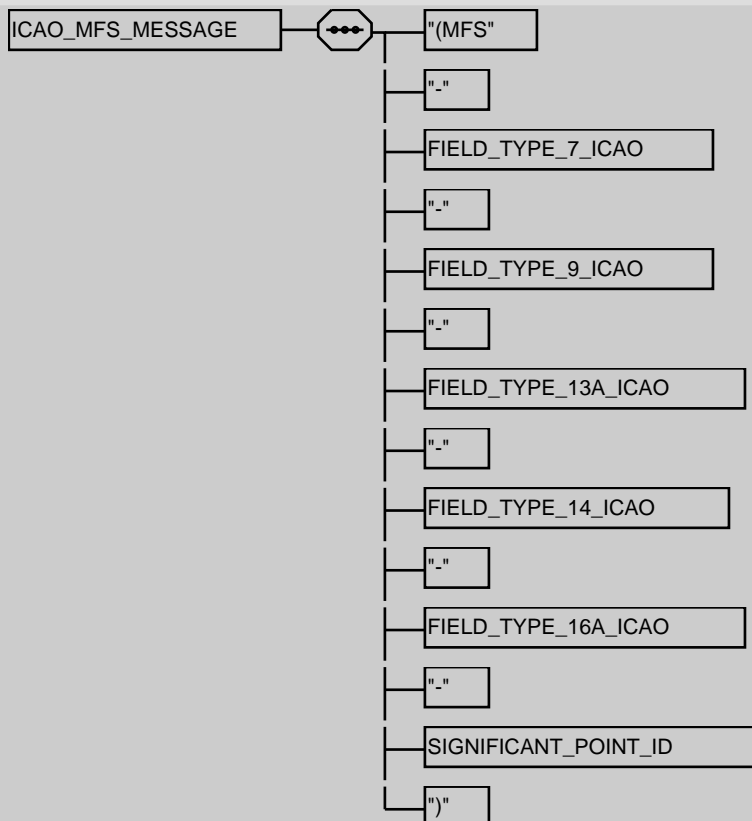 ICAO_MFS_MESSAGE "(MFS"
"-"
FIELD_TYPE_7_ICAO
"-"
FIELD_TYPE_9_ICAO
"-"
FIELD_TYPE_13A_ICAO
"-"
FIELD_TYPE_14_ICAO
"-"
FIELD_TYPE_16A_ICAO
"-"
SIGNIFICANT_POINT_ID
")"